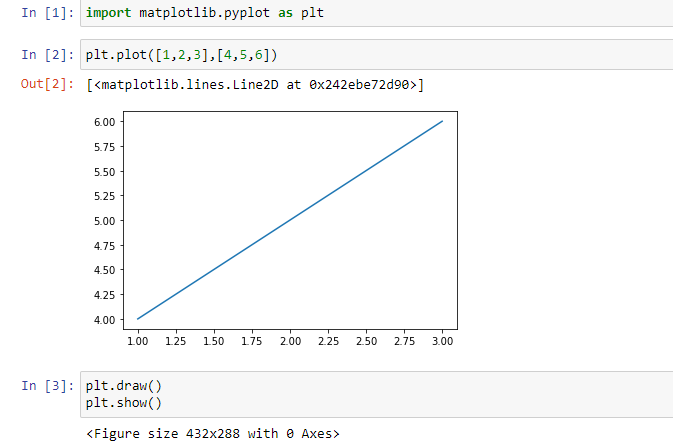 In [1]: import matplotlib.pyplot as plt
In [2]: plt.plot([1,2,3],[4,5,6])
Out[2]: [<matplotlib.lines.Line2D at 0x242ebe72d90>]
6.00
5.75
5.50
5.25
5.00
4.75
4.50
4.25
4.00
1.00 1.25 1.50 1.75 2.00 2.25 2.50 2.75 3.00
In [3]: plt.draw()
plt.show()
<Figure size 432x288 with 0 Axes>